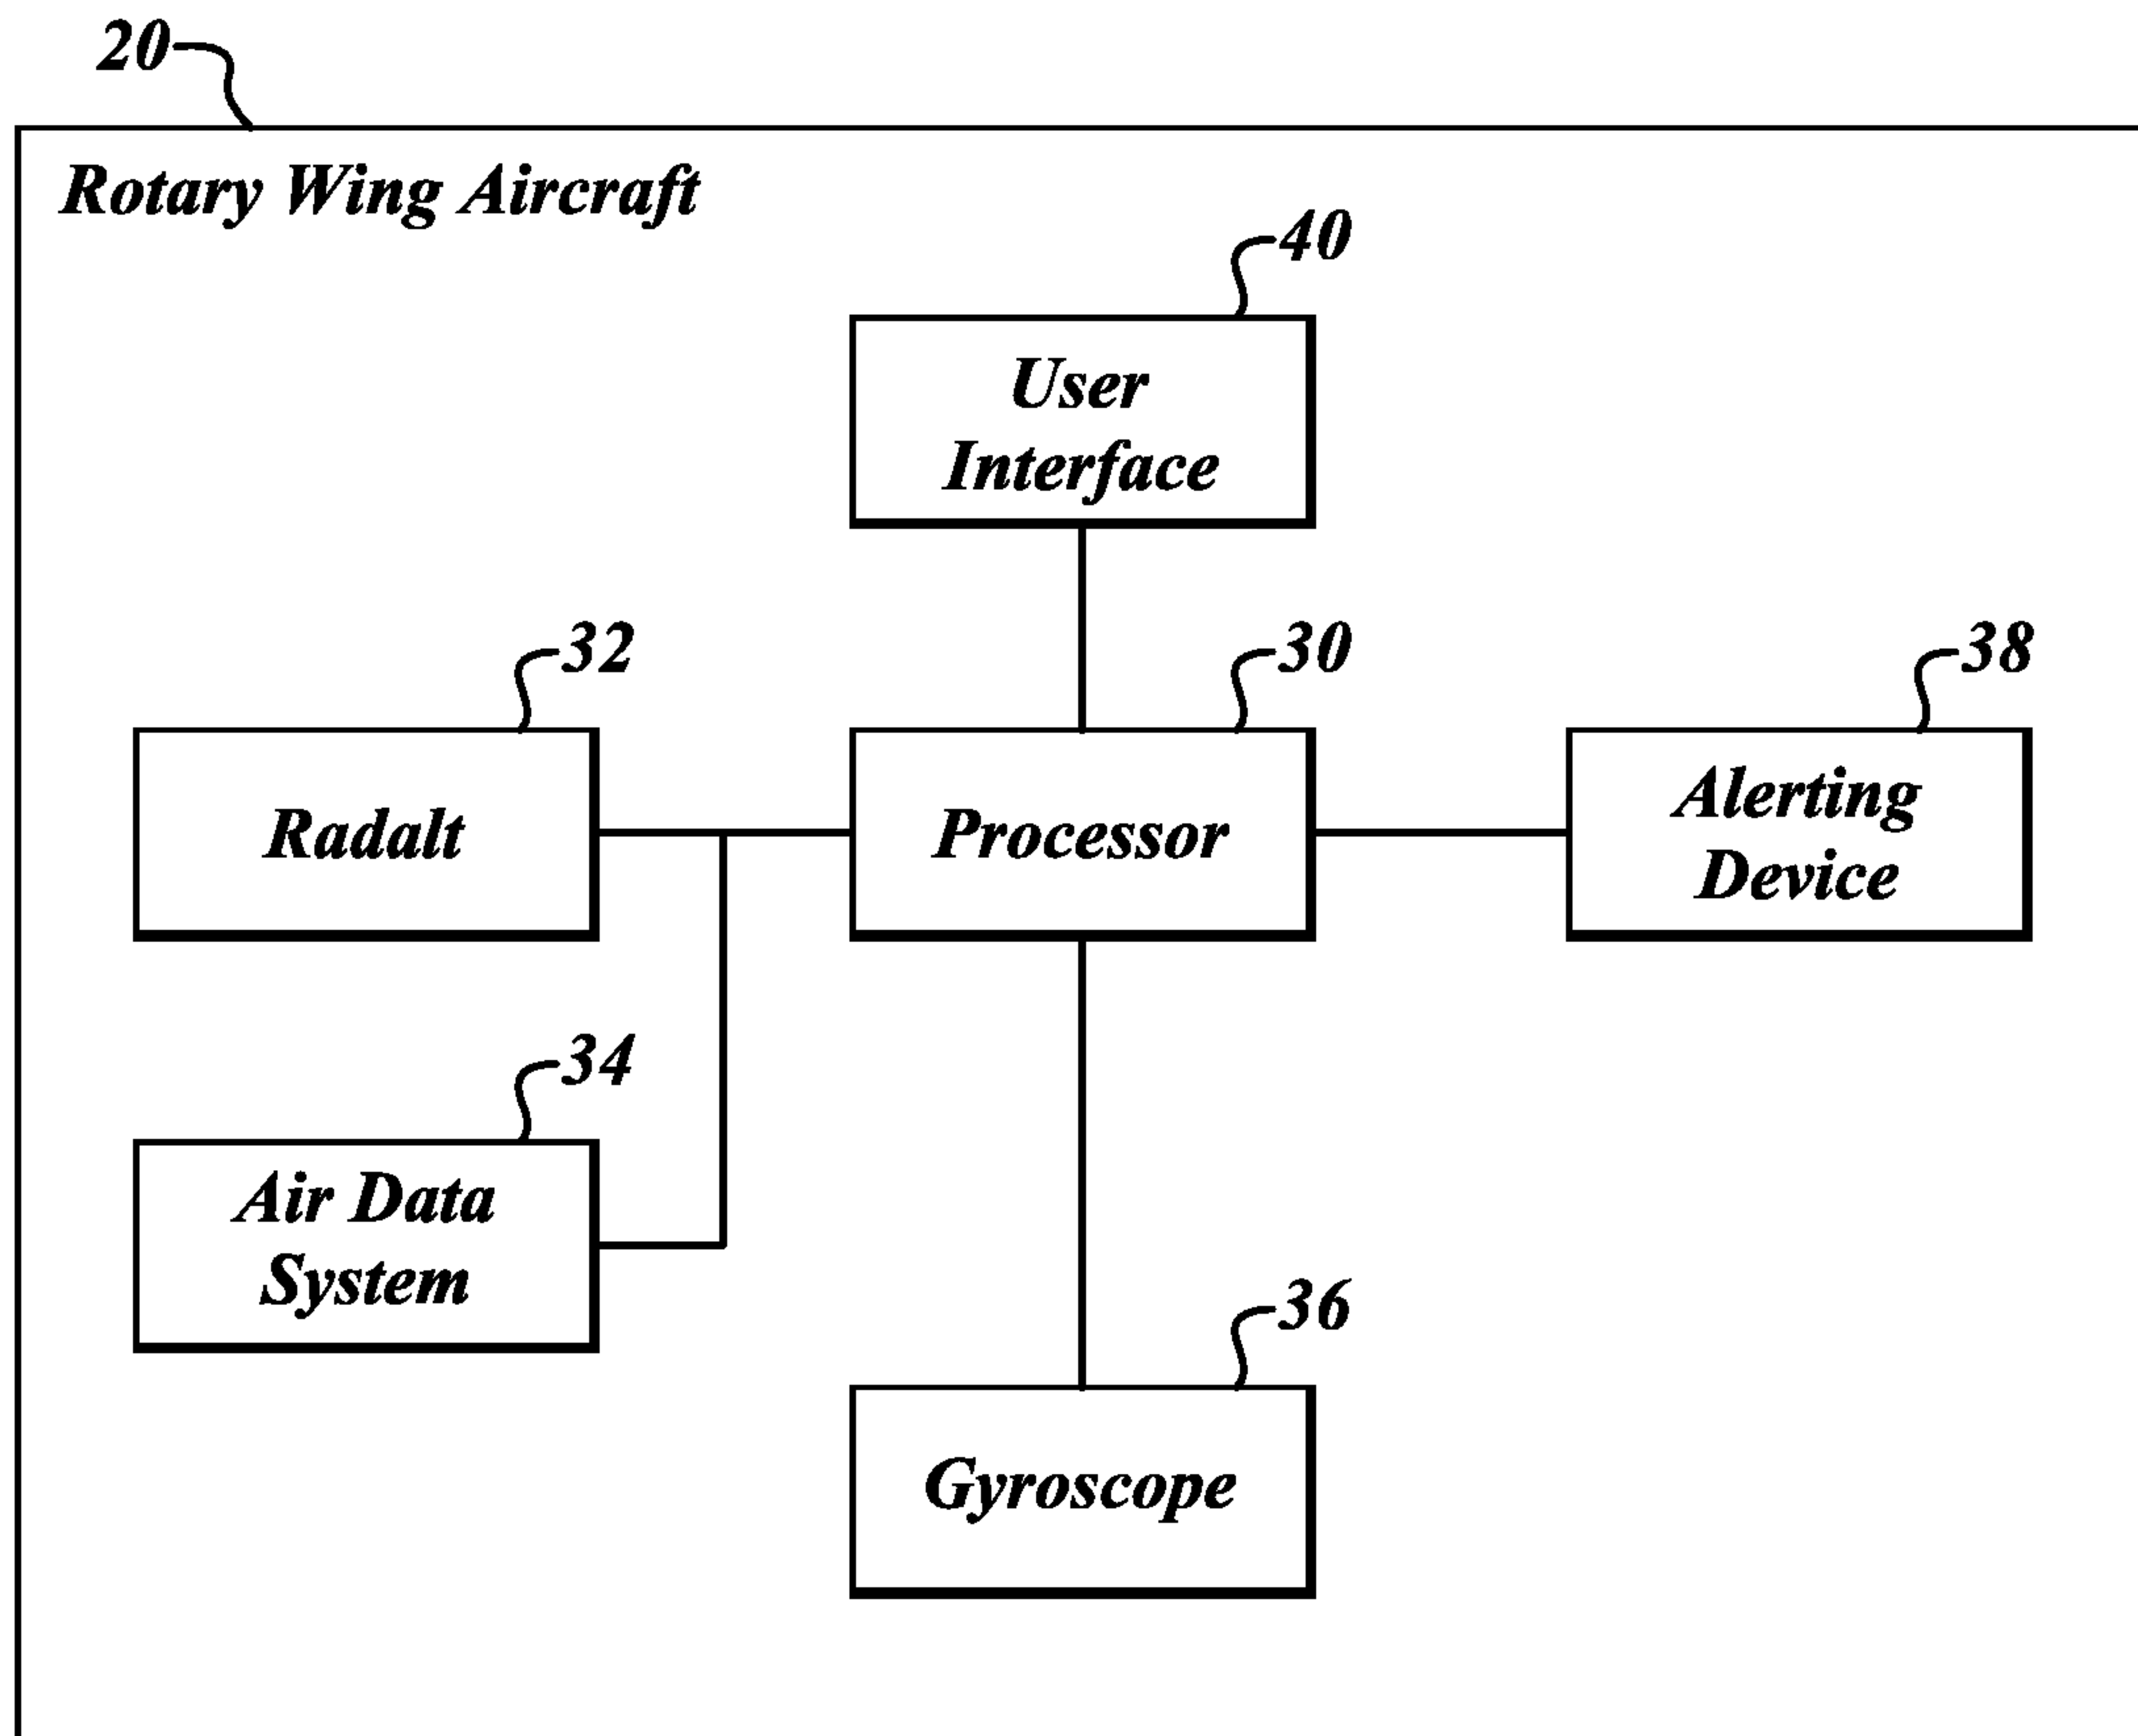 20
Rotary Wing Aircraft
40
User
Interface
32
30
38
Radalt
Processor
Alerting
Device
34
Air Data
System
36
Gyroscope